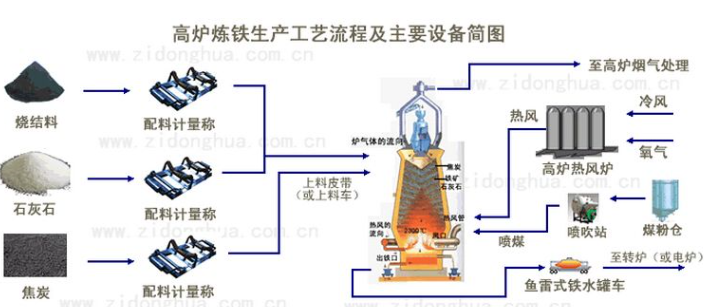 高炉炼铁生产工艺流程及主要设备简图
www.zidonghua.com.cn
www.zidonghua.com.cn
至高炉烟气处理
烧结料
配料计量称
热风
冷风
氧气
高炉热风炉
炉气体的流向
焦炭
铁矿
石灰石
zidonghua.com.cn
石灰石
配料计量称
上料皮带
(或上料车)
热风的
流向
2300℃
热风管
风口
出铁口
喷煤
喷吹站
煤粉仓
焦炭
配料计量称
鱼雷式铁水罐车
至转炉(或电炉)